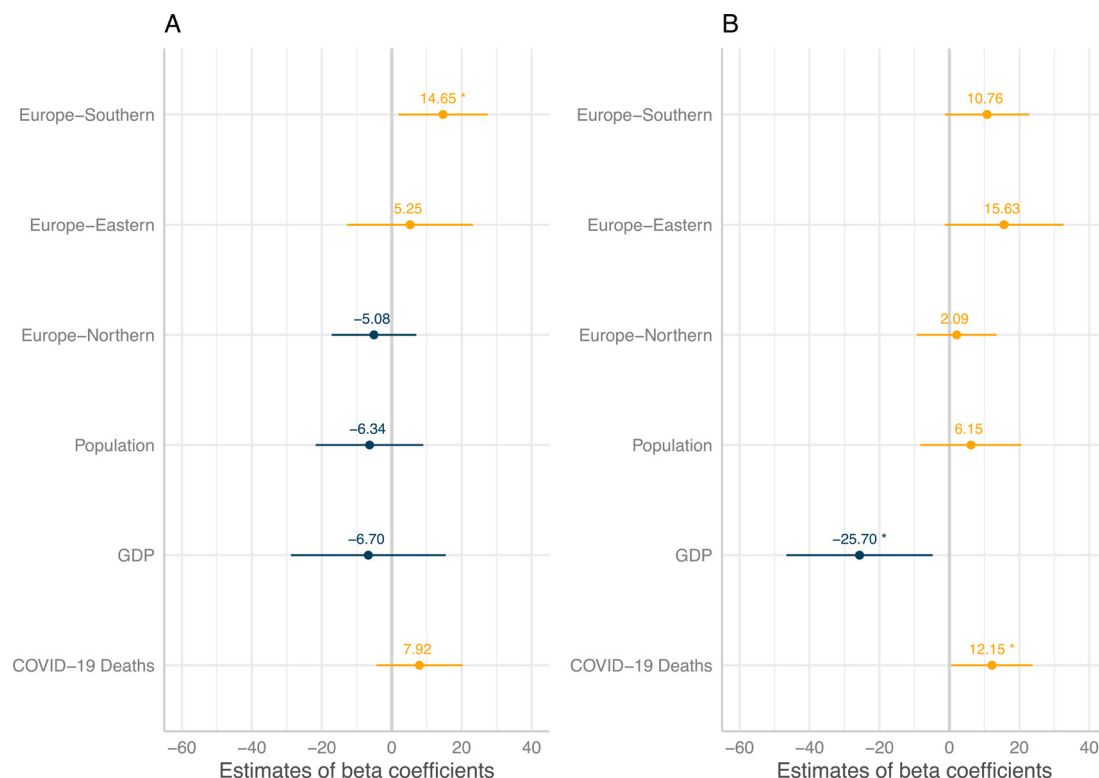 A
Europe−Southern
14.65 *
Europe−Eastern
5.25
Europe−Northern
−5.08
Population
−6.34
GDP
−6.70
COVID−19 Deaths
7.92
−60 −40 −20 0 20 40
Estimates of beta coefficients
B
Europe−Southern
10.76
Europe−Eastern
15.63
Europe−Northern
2.09
Population
6.15
GDP
−25.70 *
COVID−19 Deaths
12.15 *
−60 −40 −20 0 20 40
Estimates of beta coefficients